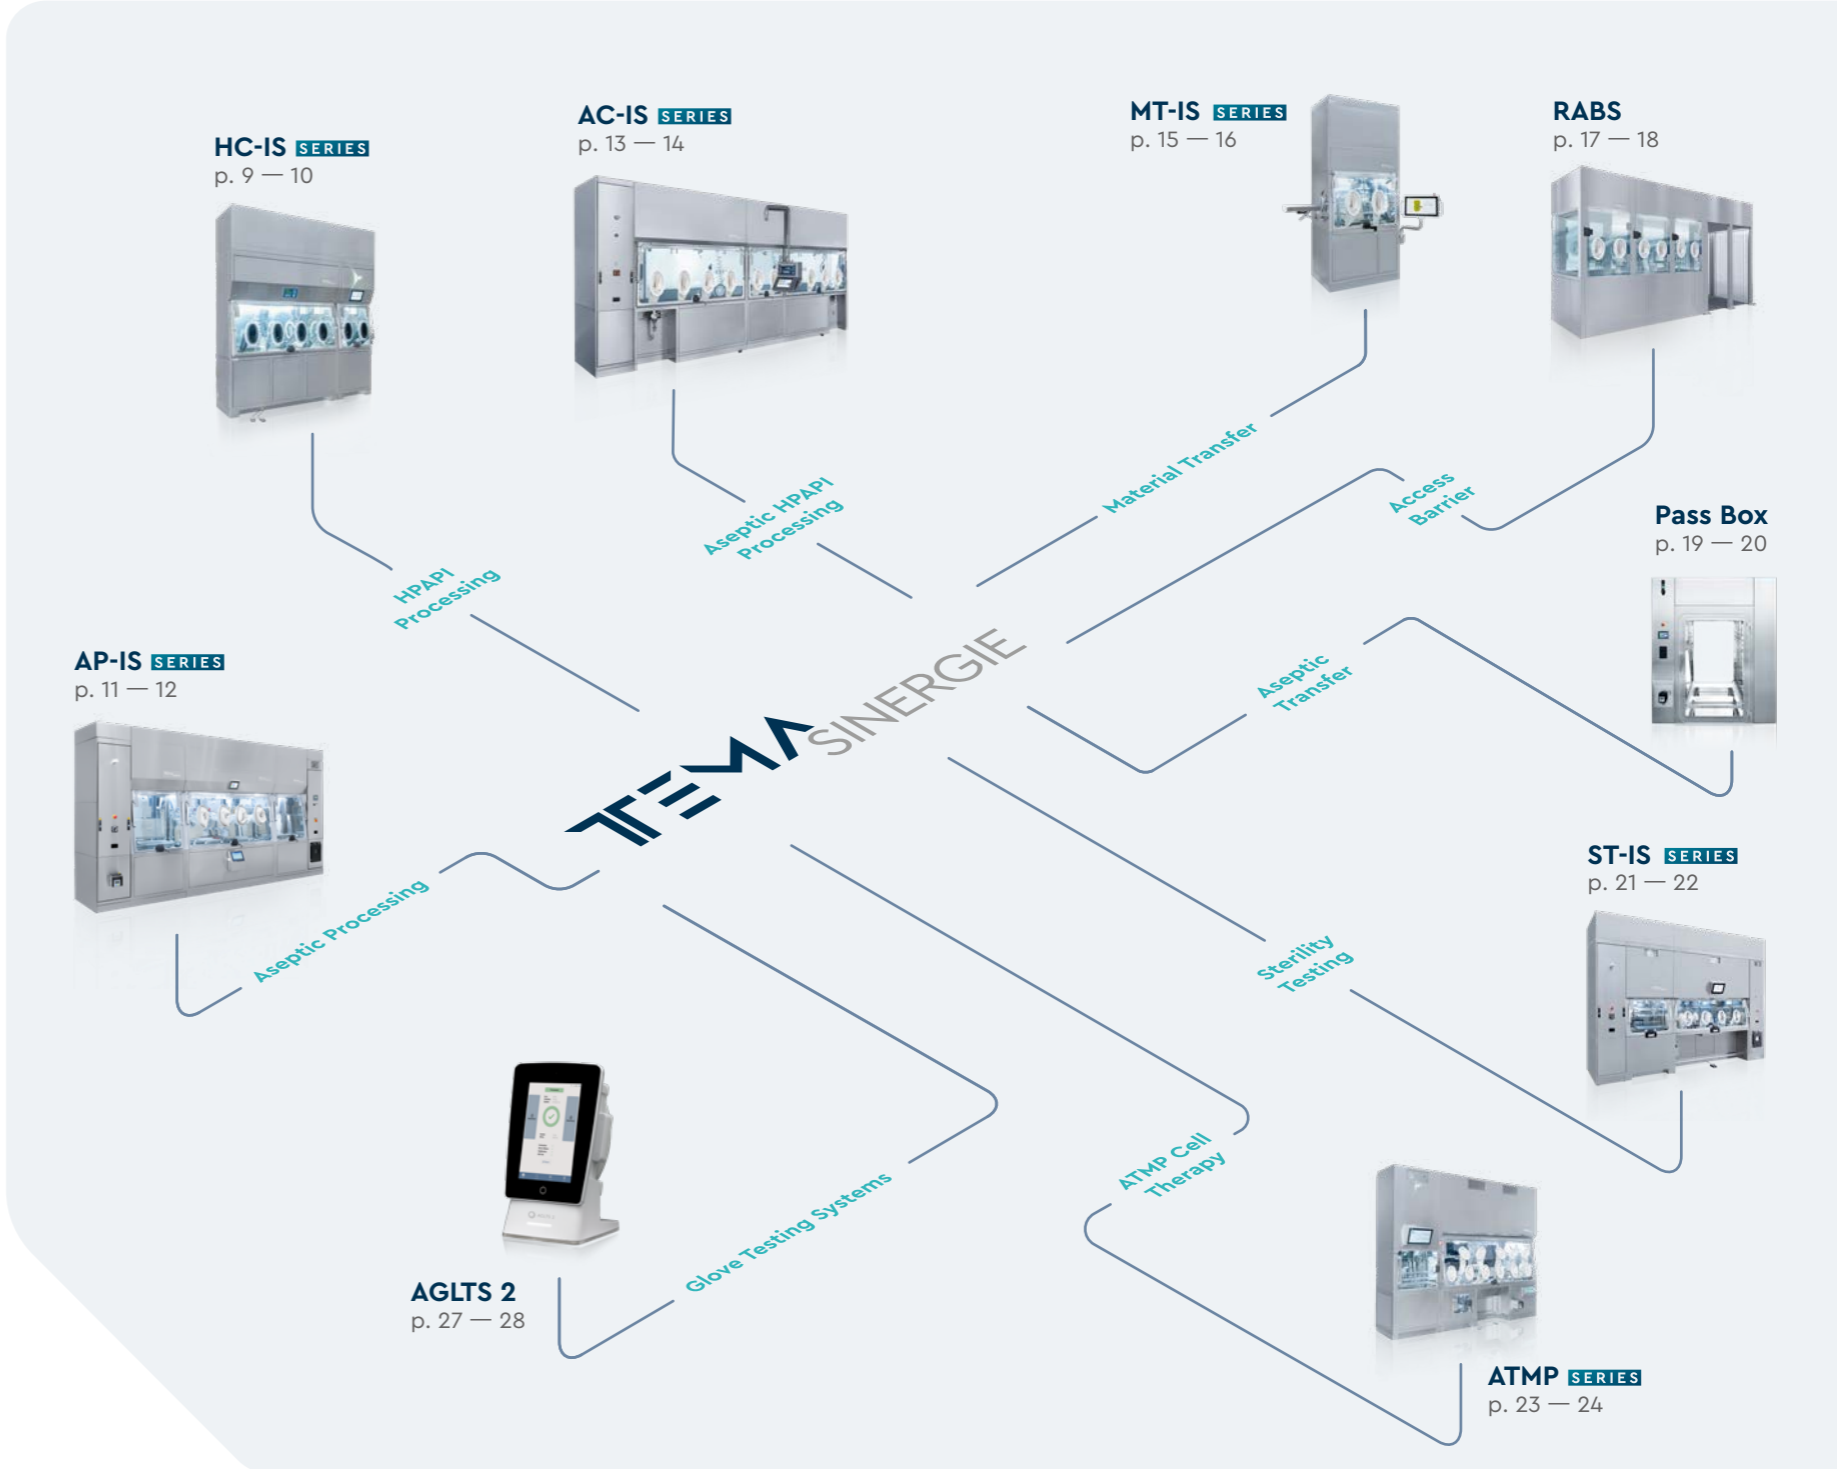 HC-IS SERIES
p. 9 — 10
AC-IS SERIES
p. 13 — 14
MT-IS SERIES
p. 15 — 16
RABS
p. 17 — 18
Material Transfer
Access
Barrier
Aseptic HPAPI
Processing
HPAPI
Processing
Pass Box
p. 19 — 20
AP-IS SERIES
p. 11 — 12
TEMA SINERGIE
Aseptic
Transfer
ST-IS SERIES
p. 21 — 22
Aseptic Processing
Sterility
Testing
ATMP Cell
Therapy
Glove Testing Systems
AGLTS 2
p. 27 — 28
ATMP SERIES
p. 23 — 24